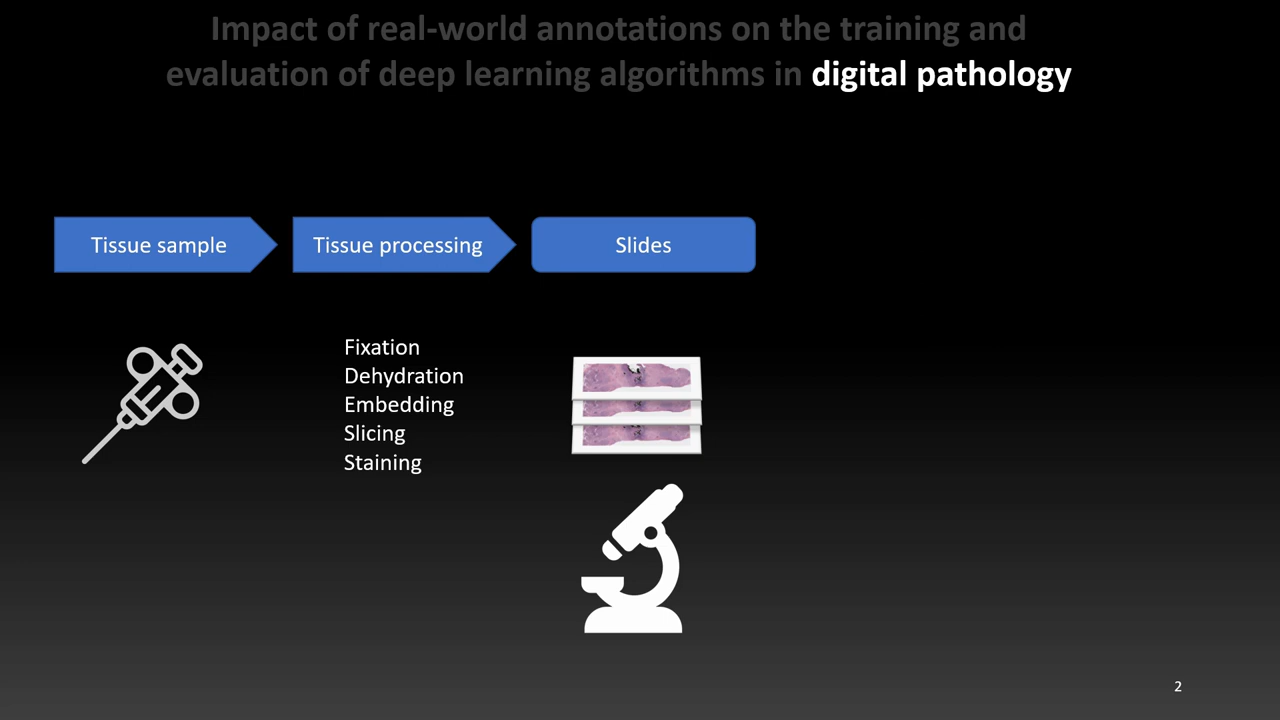 Impact of real-world annotations on the training and
evaluation of deep learning algorithms in digital pathology
Tissue sample
Tissue processing
Slides
Fixation
Dehydration
Embedding
Slicing
Staining
2